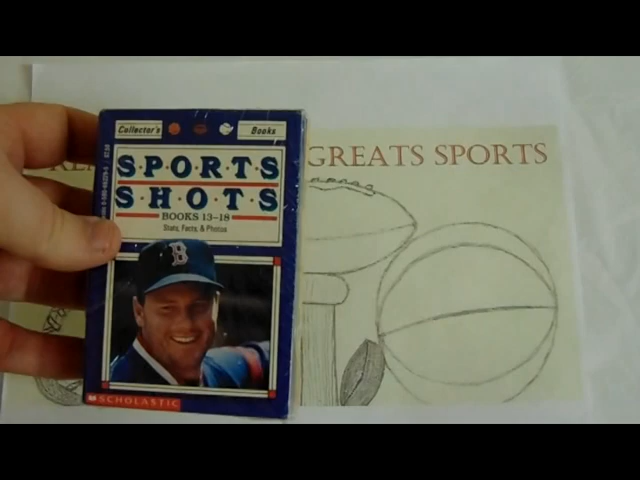 Collector's Books
SPORTS
SHOTS
BOOKS 13-18
Stats, Facts, & Photos
B
SCHOLASTIC
GREATS SPORTS